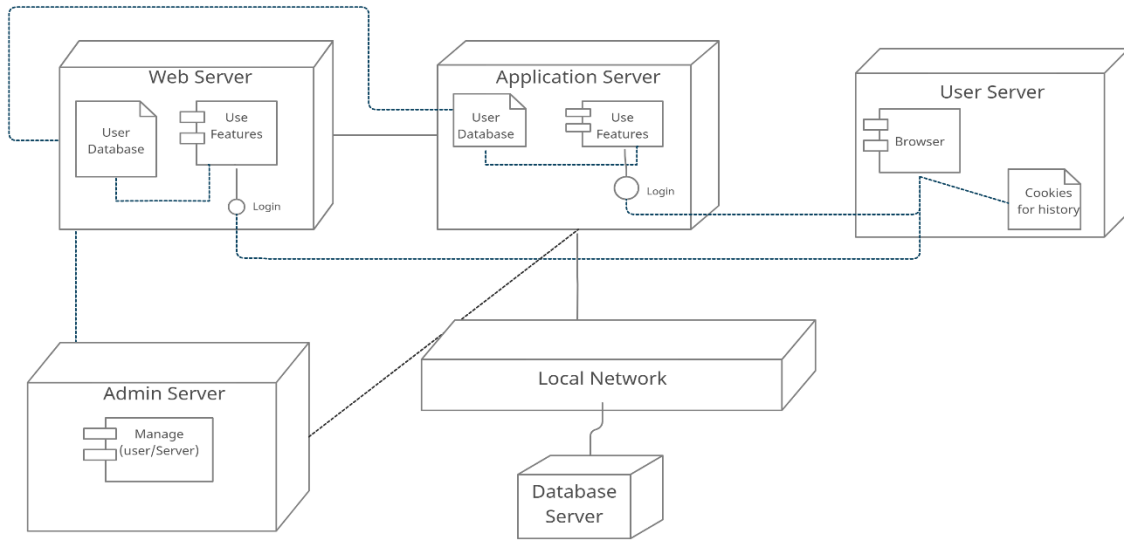 Web Server
User
Database
Use
Features
Login
Application Server
User
Database
Use
Features
Login
User Server
Browser
Cookies
for history
Admin Server
Manage
(user/Server)
Local Network
Database
Server